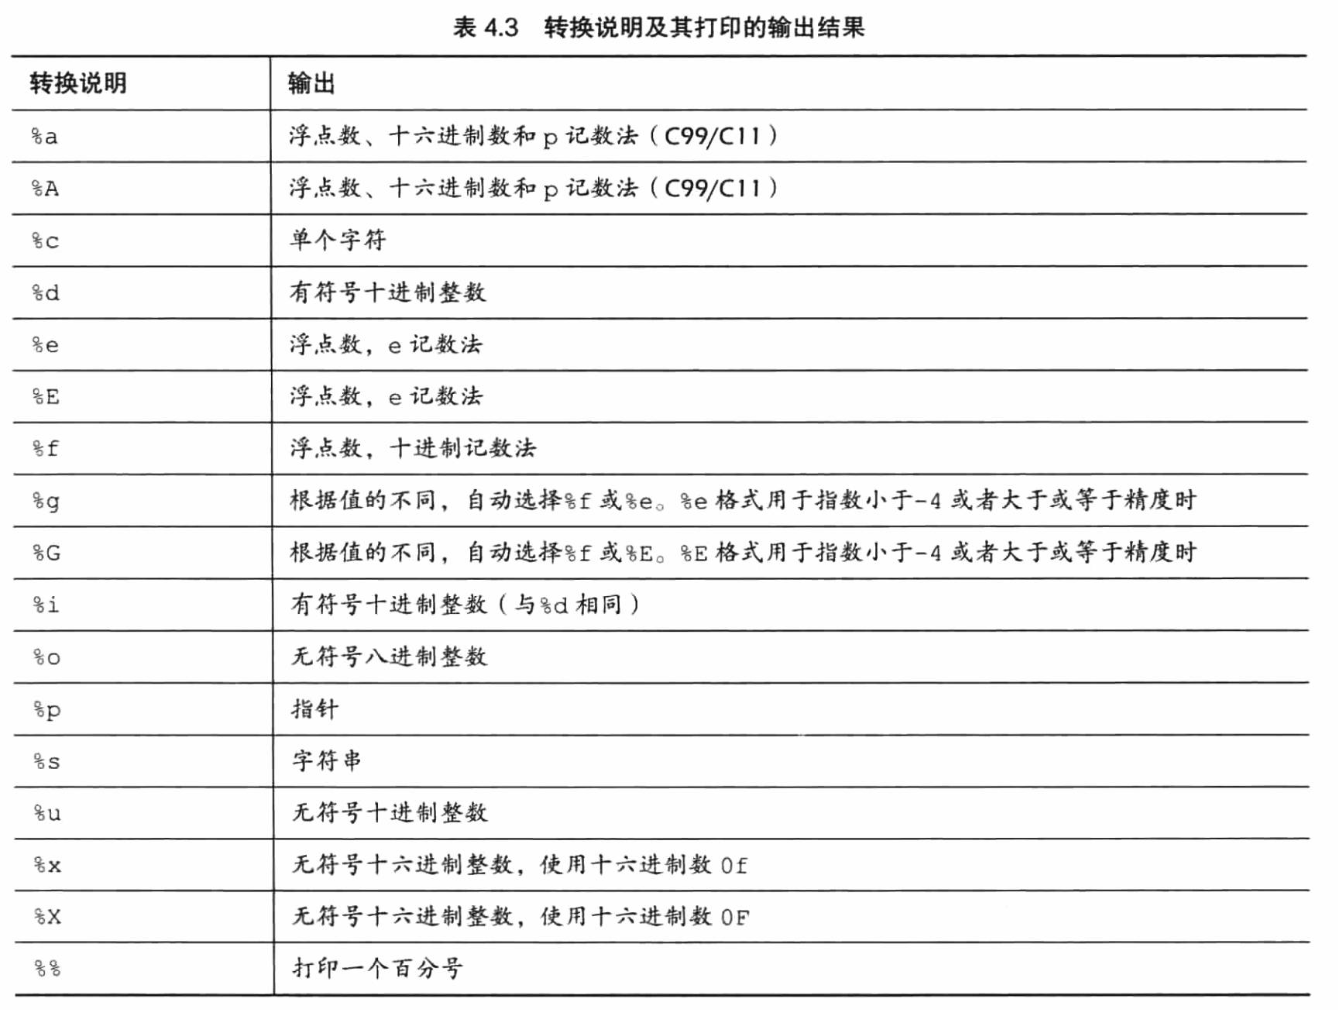 表 4.3 转换说明及其打印的输出结果
转换说明 输出
%a 浮点数、十六进制数和 p 记数法（C99/C11）
%A 浮点数、十六进制数和 p 记数法（C99/C11）
%c 单个字符
%d 有符号十进制整数
%e 浮点数，e 记数法
%E 浮点数，e 记数法
%f 浮点数，十进制记数法
%g 根据值的不同，自动选择%f 或%e。%e 格式用于指数小于-4 或者大于或等于精度时
%G 根据值的不同，自动选择%f 或%E。%E 格式用于指数小于-4 或者大于或等于精度时
%i 有符号十进制整数（与%d 相同）
%o 无符号八进制整数
%p 指针
%s 字符串
%u 无符号十进制整数
%x 无符号十六进制整数，使用十六进制数 0f
%X 无符号十六进制整数，使用十六进制数 0F
%% 打印一个百分号